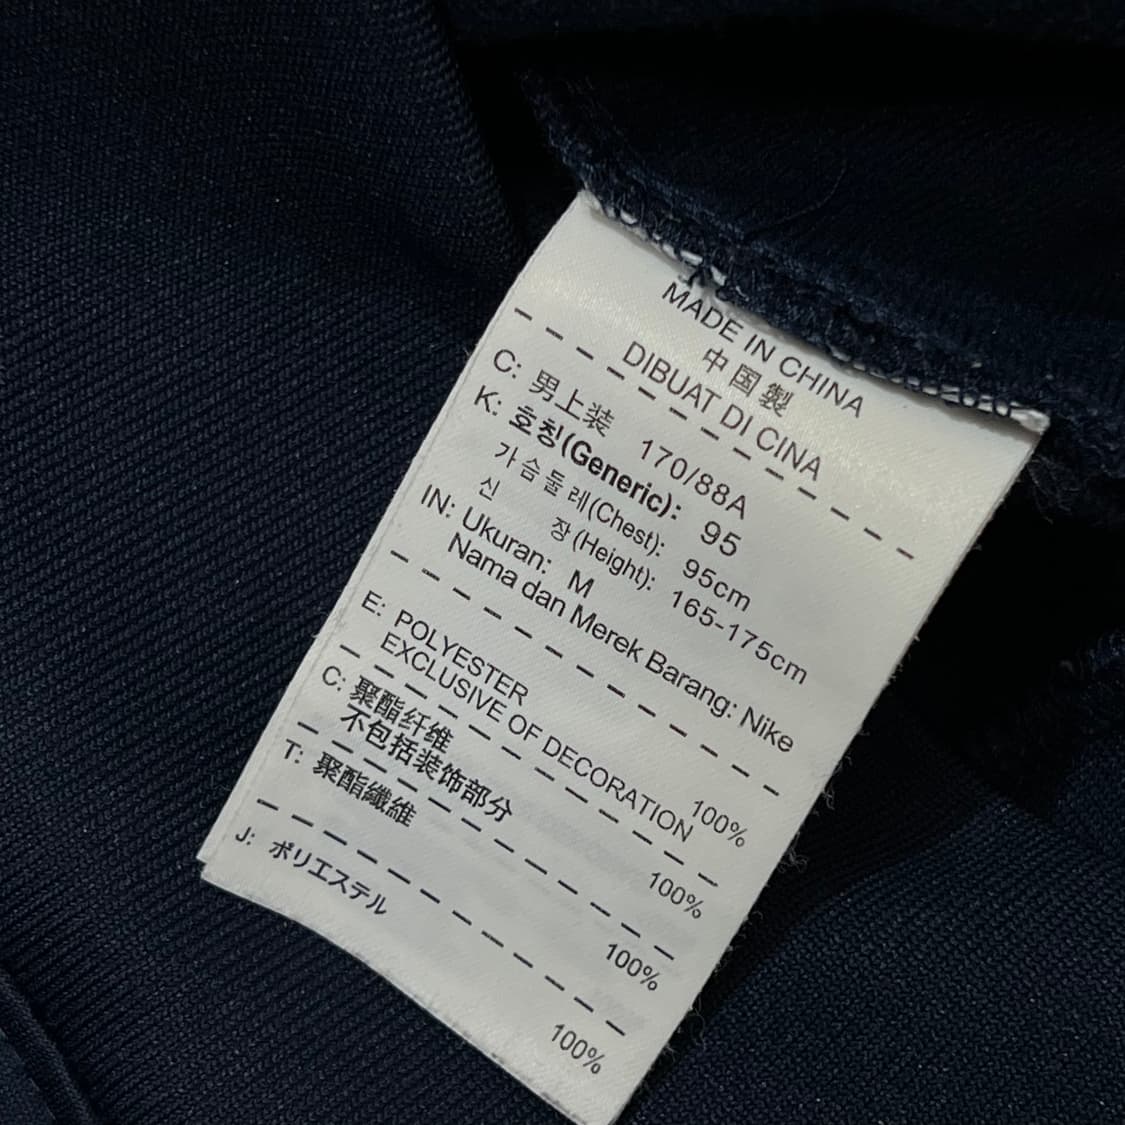 MADE IN CHINA
中国製
DIBUAT DI CINA
C: 男上装 170/88A
K: 호칭(Generic): 95
가슴둘레(Chest): 95cm
신 장 (Height): 165-175cm
IN: Ukuran: M
Nama dan Merek Barang: Nike
E: POLYESTER 100%
EXCLUSIVE OF DECORATION
C: 聚酯纤维 100%
不包括装饰部分
T: 聚酯纖維 100%
J: ポリエステル 100%